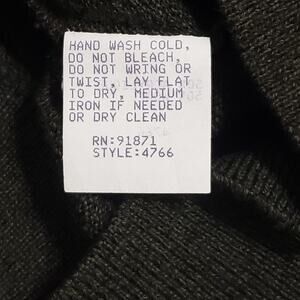 HAND WASH COLD,
DO NOT BLEACH,
DO NOT WRING OR
TWIST, LAY FLAT
TO DRY, MEDIUM
IRON IF NEEDED
OR DRY CLEAN
RN:91871
STYLE:4766